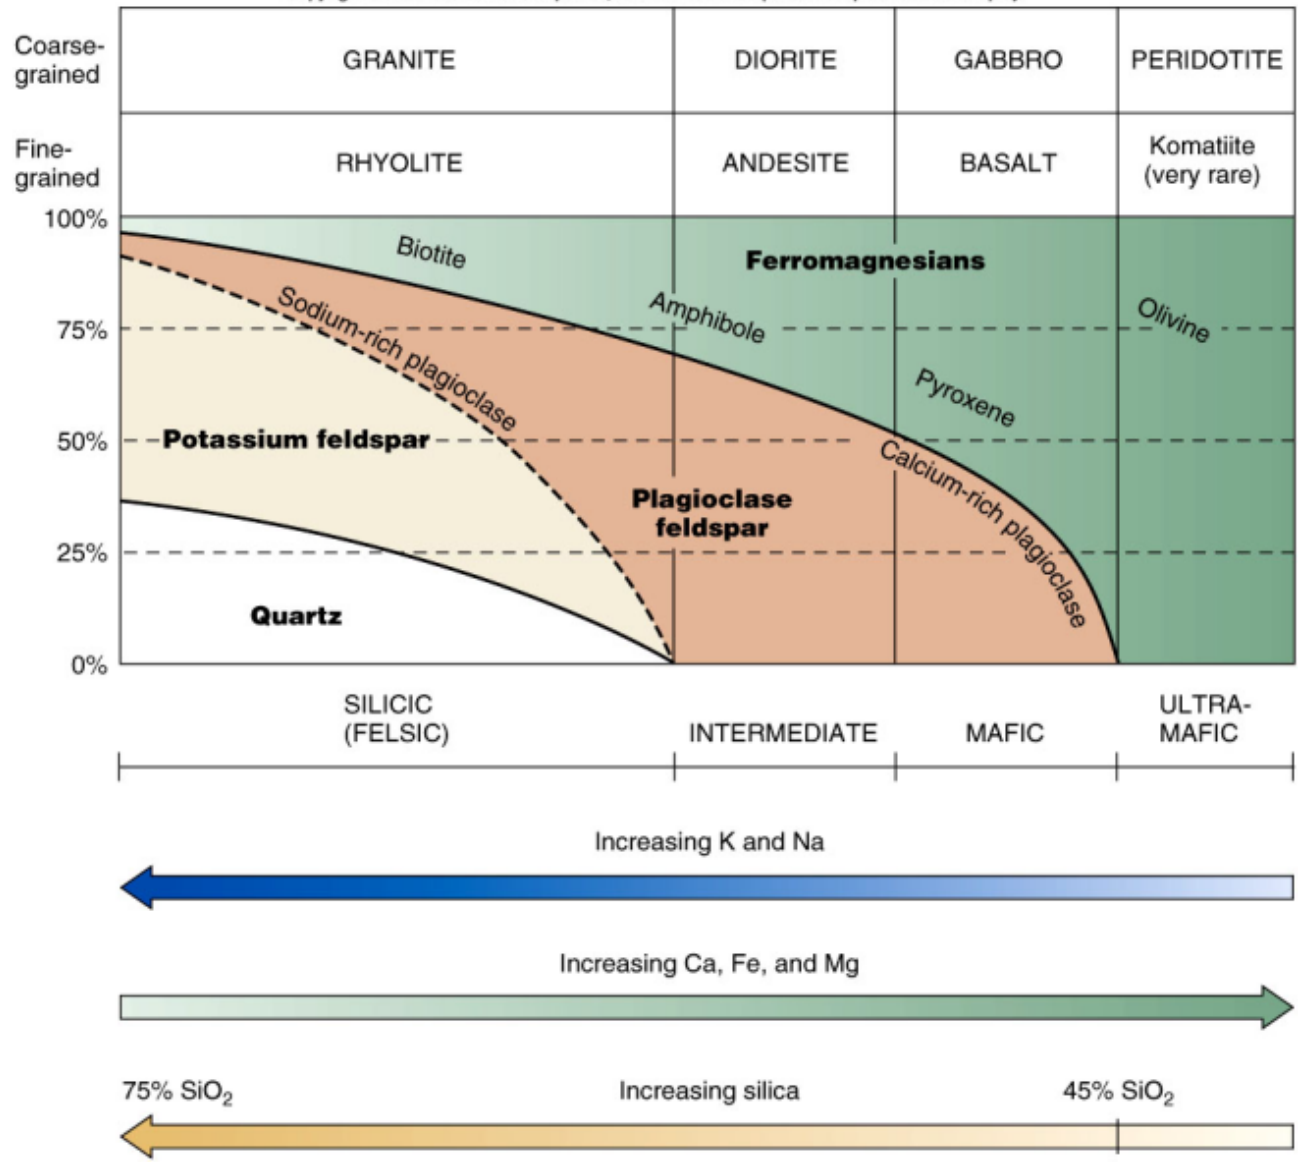 Coarse-
grained
GRANITE
DIORITE
GABBRO
PERIDOTITE
Fine-
grained
RHYOLITE
ANDESITE
BASALT
Komatiite
(very rare)
100%
Biotite
Ferromagnesians
Sodium-rich plagioclase
Amphibole
Olivine
75%
Pyroxene
50%
Potassium feldspar
Calcium-rich plagioclase
Plagioclase
feldspar
25%
Quartz
0%
SILICIC
(FELSIC)
INTERMEDIATE
MAFIC
ULTRA-
MAFIC
Increasing K and Na
Increasing Ca, Fe, and Mg
75% SiO₂
Increasing silica
45% SiO₂